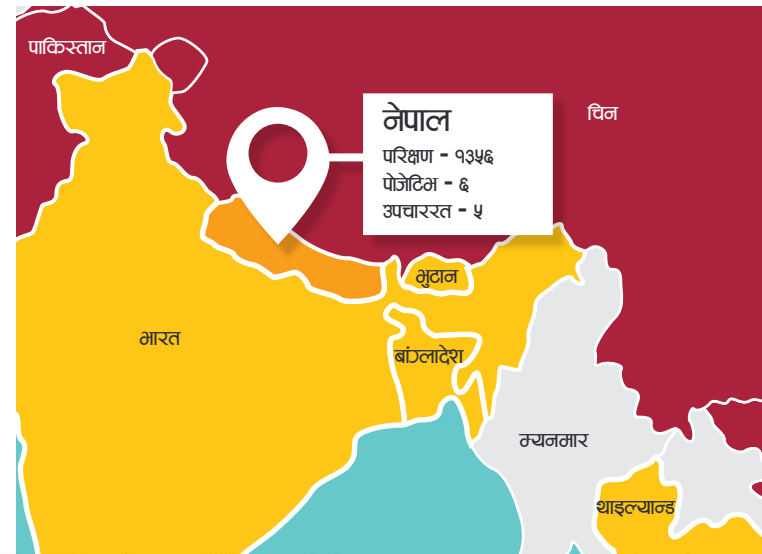 पाकिस्तान
नेपाल
परिक्षण - १३५६
पोजेटिभ - ६
उपचाररत - ५
चिन
भुटान
भारत
बांग्लादेश
म्यनमार
थाइल्यान्ड